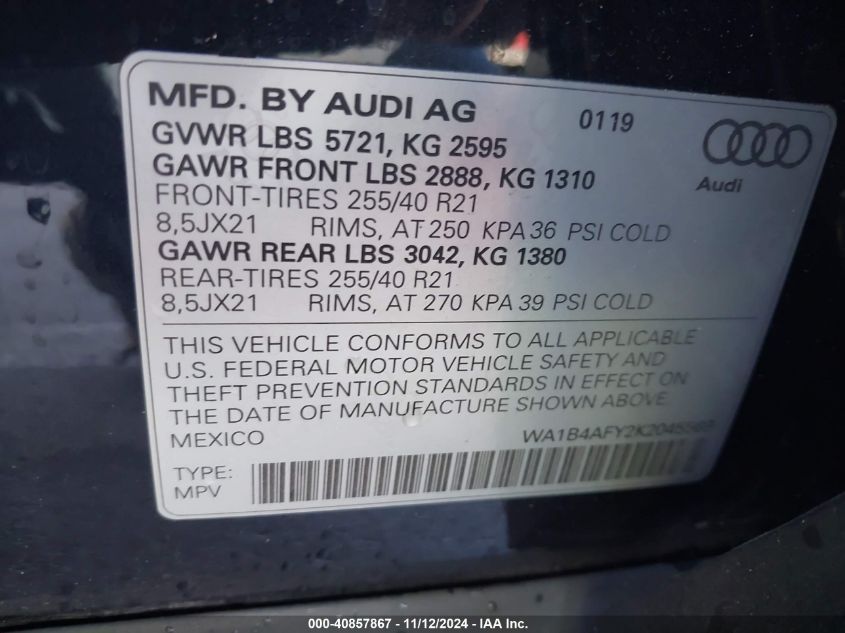 MFD. BY AUDI AG 0119
GVWR LBS 5721, KG 2595
GAWR FRONT LBS 2888, KG 1310
Audi
FRONT-TIRES 255/40 R21
8,5JX21 RIMS, AT 250 KPA 36 PSI COLD
GAWR REAR LBS 3042, KG 1380
REAR-TIRES 255/40 R21
8,5JX21 RIMS, AT 270 KPA 39 PSI COLD
THIS VEHICLE CONFORMS TO ALL APPLICABLE
U.S. FEDERAL MOTOR VEHICLE SAFETY AND
THEFT PREVENTION STANDARDS IN EFFECT ON
THE DATE OF MANUFACTURE SHOWN ABOVE.
MEXICO
TYPE:
MPV
000-40857867 - 11/12/2024 - IAA Inc.